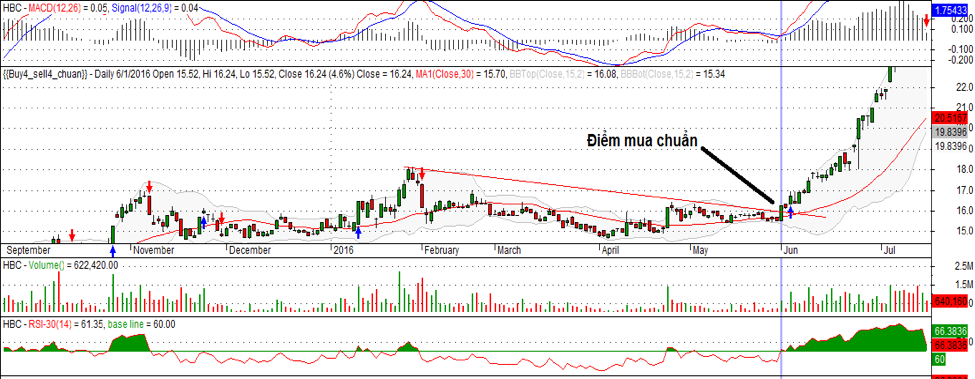 HBC - MACD(12,26) = 0.05, Signal(12,26,9) = 0.04
1.75433
0.200
0.100
-0.100
-0.200
{{Buy4_sell4_chuan}} - Daily 6/1/2016 Open 15.52, Hi 16.24, Lo 15.52, Close 16.24 (4.6%) Close = 16.24, MA1(Close,30) = 15.70, BBTop(Close,15,2) = 16.08, BBBot(Close,15,2) = 15.34
22.0
21.0
20.5167
19.8396
19.8396
Điểm mua chuẩn
18.0
17.0
16.0
15.0
September
November
December
2016
February
March
April
May
Jun
Jul
HBC - Volume() = 622,420.00
2.5M
1.5M
640,160
HBC - RSI-30(14) = 61.35, base line = 60.00
66.3836
66.3836
60